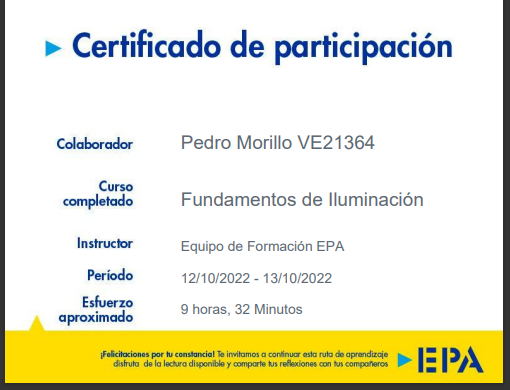 Certificado de participación
Colaborador Pedro Morillo VE21364
Curso
completado Fundamentos de Iluminación
Instructor Equipo de Formación EPA
Período 12/10/2022 - 13/10/2022
Esfuerzo
aproximado 9 horas, 32 Minutos
¡Felicitaciones por tu constancia! Te invitamos a continuar esta ruta de aprendizaje
disfruta de la lectura disponible y comparte tus reflexiones con tus compañeros
EPA